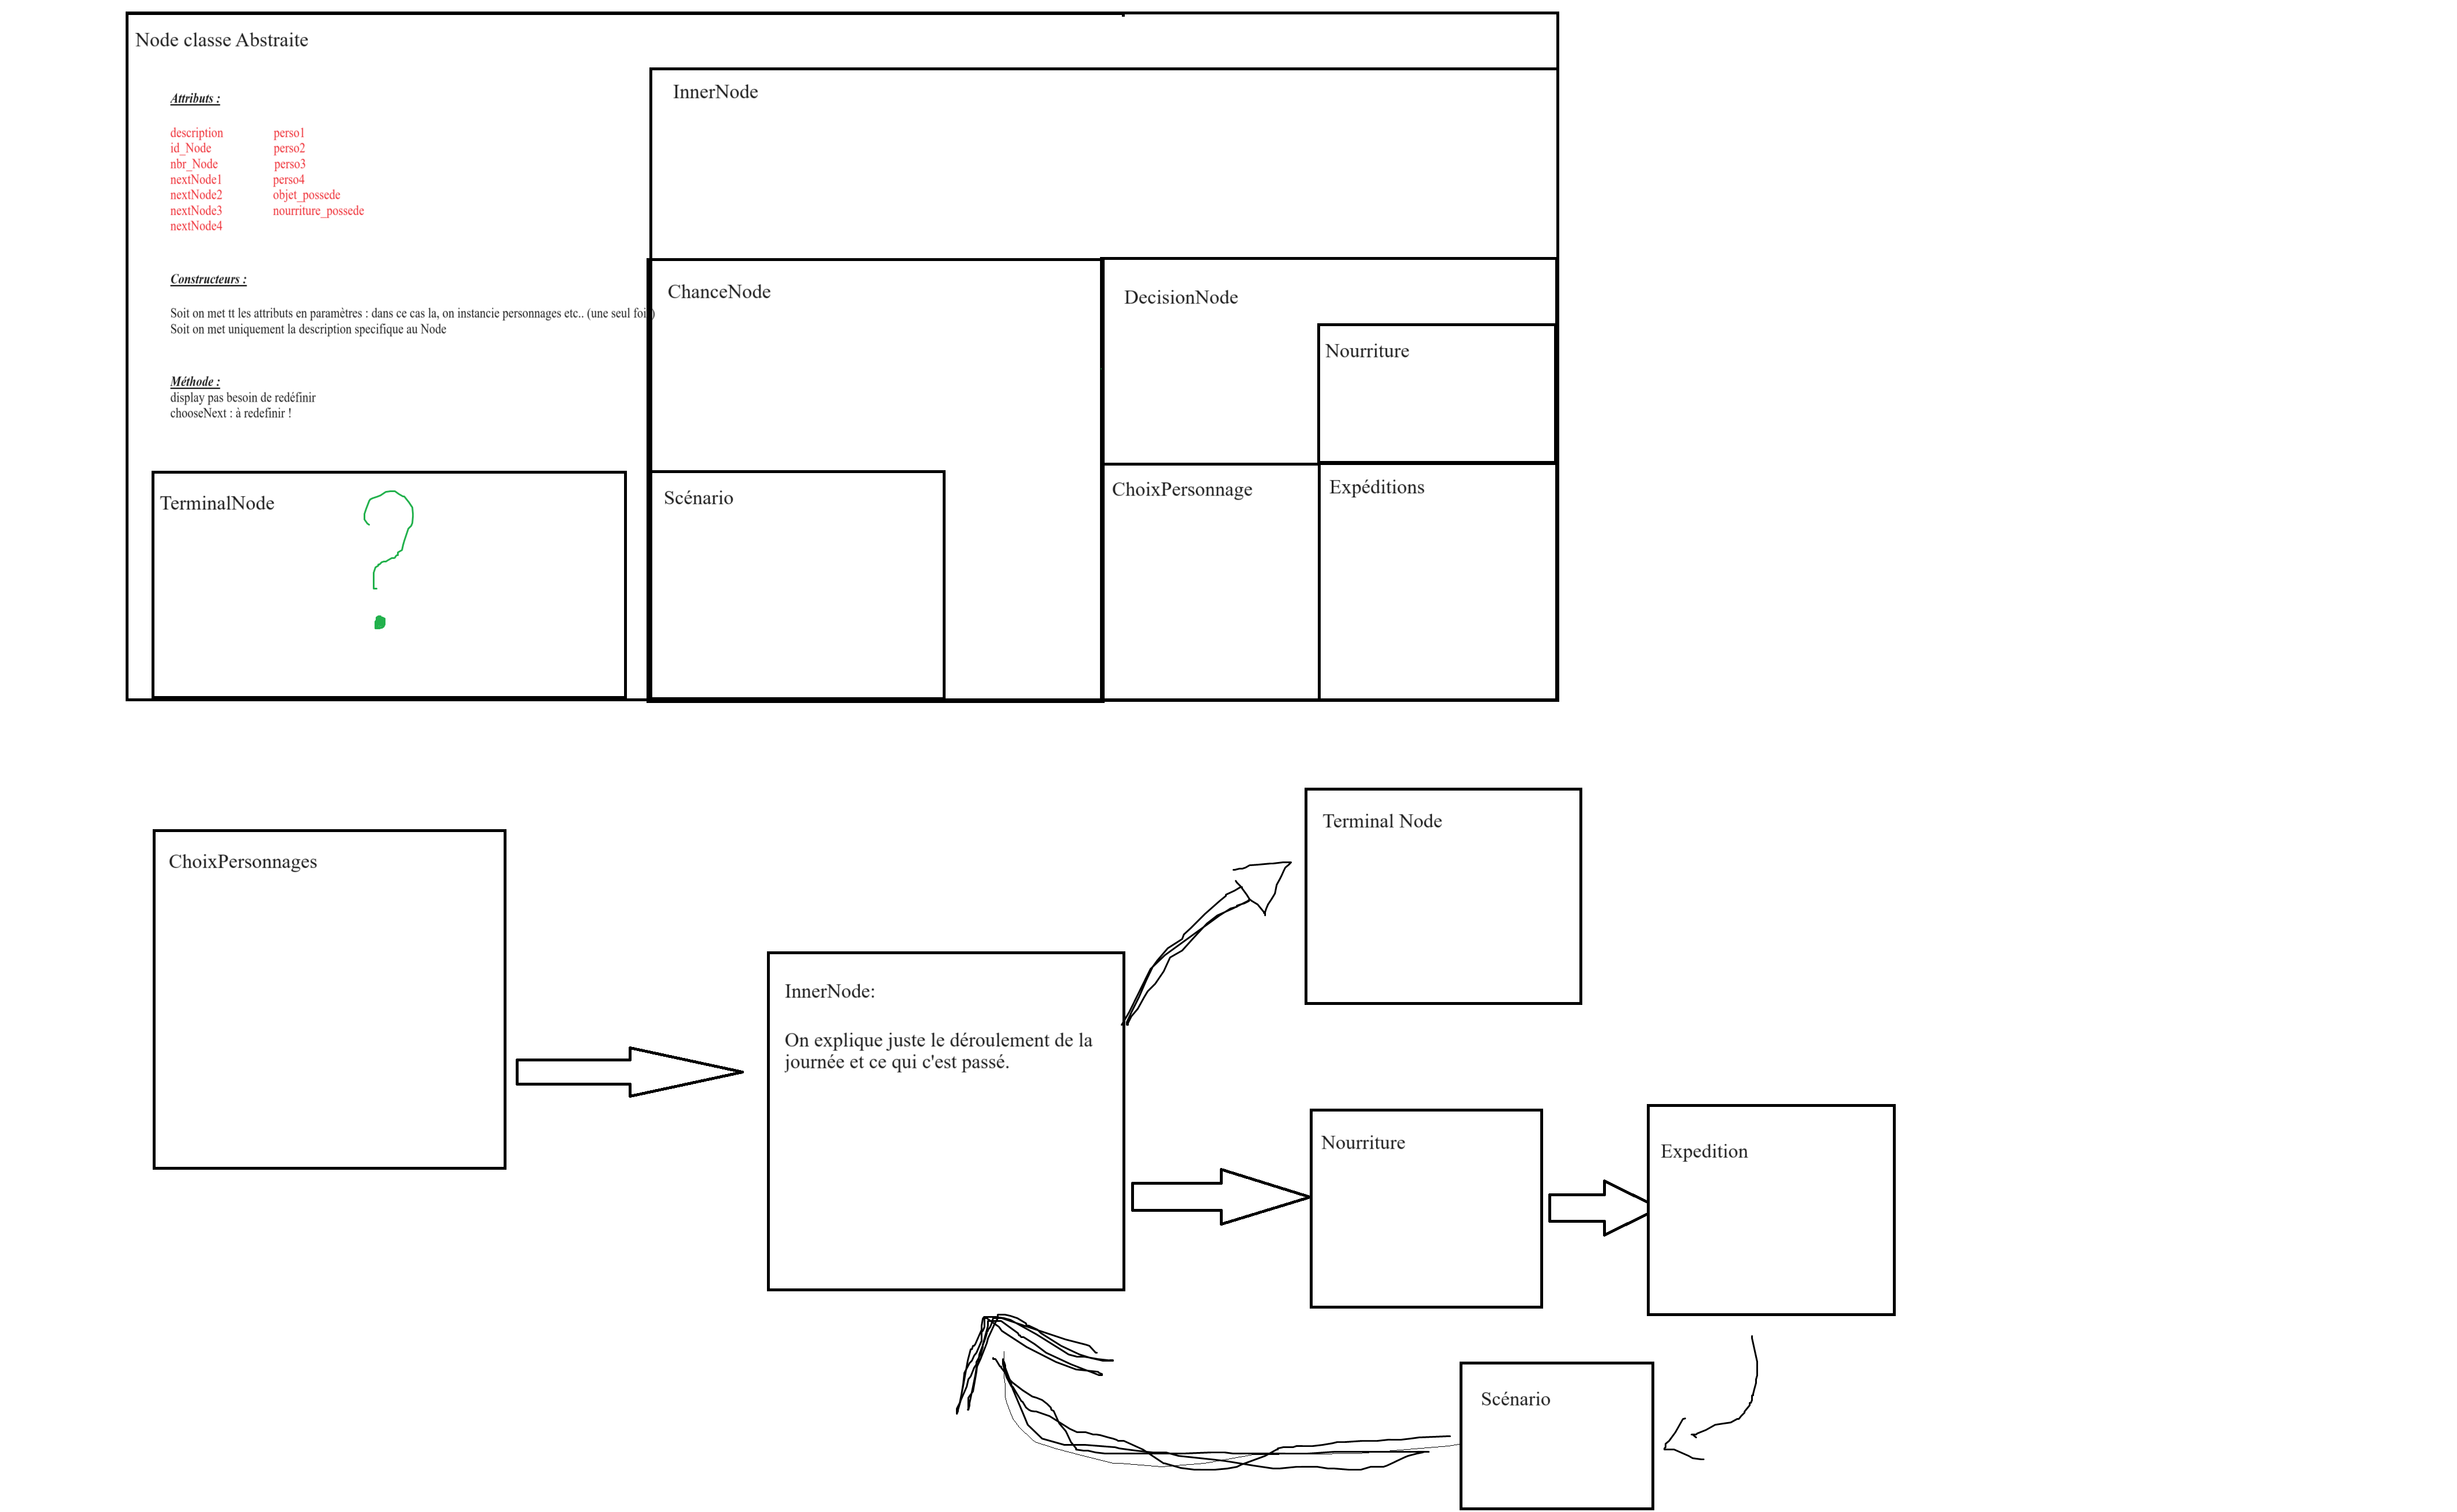 Node classe Abstraite
Attributs :
description perso1
id_Node perso2
nbr_Node perso3
nextNode1 perso4
nextNode2 objet_possede
nextNode3 nourriture_possede
nextNode4
Constructeurs :
Soit on met tt les attributs en paramètres : dans ce cas la, on instancie personnages etc.. (une seul fois)
Soit on met uniquement la description specifique au Node
Méthode :
display pas besoin de redéfinir
chooseNext : à redefinir !
TerminalNode
?
InnerNode
ChanceNode
Scénario
DecisionNode
Nourriture
ChoixPersonnage
Expéditions
ChoixPersonnages
InnerNode:
On explique juste le déroulement de la
journée et ce qui c'est passé.
Terminal Node
Nourriture
Expedition
Scénario